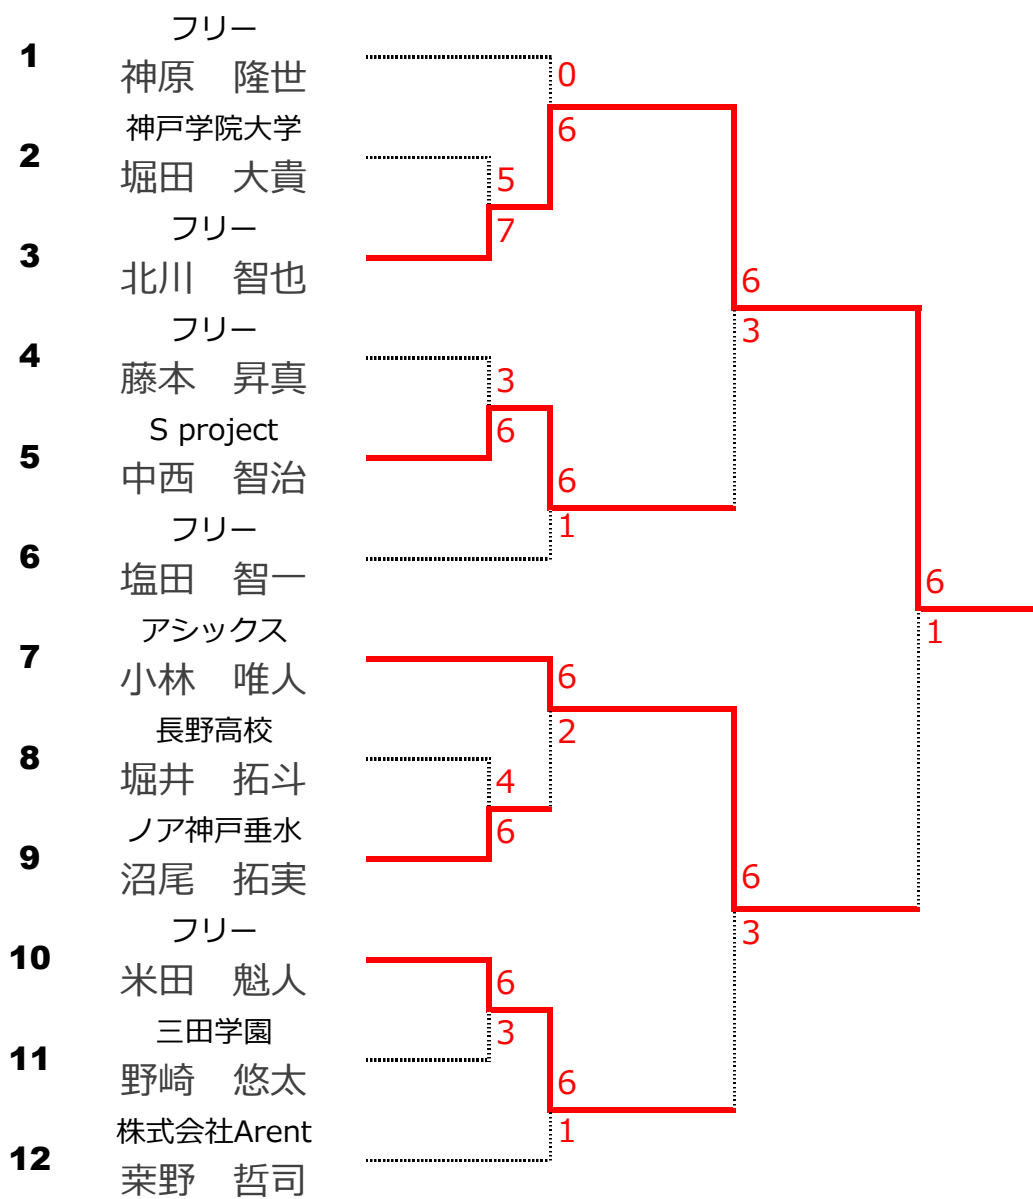 フリー
1
神原　隆世
0
神戸学院大学
6
2
堀田　大貴
5
フリー
7
3
北川　智也
6
フリー
3
4
藤本　昇真
3
S project
6
5
中西　智治
6
フリー
1
6
塩田　智一
6
アシックス
1
7
小林　唯人
6
長野高校
2
8
堀井　拓斗
4
ノア神戸垂水
6
9
沼尾　拓実
6
フリー
3
10
米田　魁人
6
三田学園
3
11
野崎　悠太
6
株式会社Arent
1
12
桒野　哲司